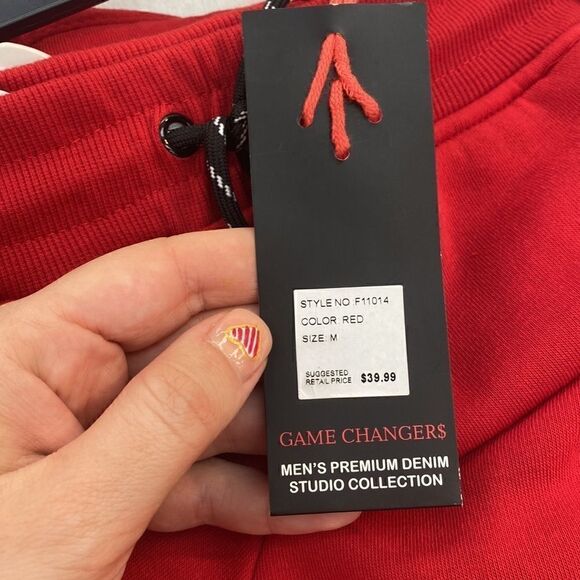 STYLE NO :F11014
COLOR: RED
SIZE: M
SUGGESTED
RETAIL PRICE $39.99
GAME CHANGER$
MEN'S PREMIUM DENIM
STUDIO COLLECTION